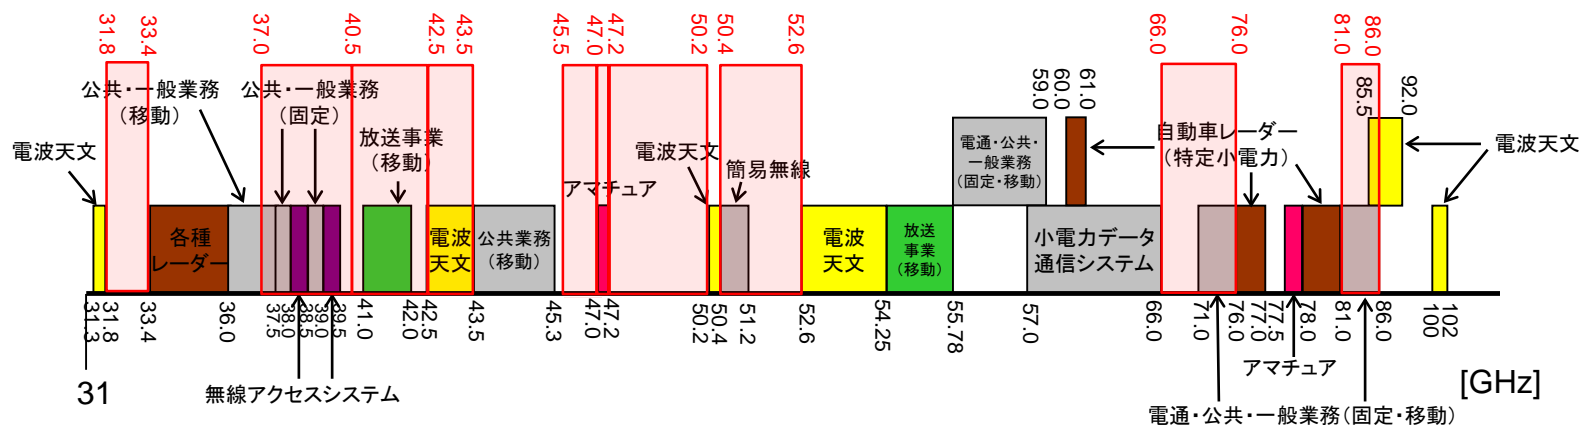 31.8
33.4
37.0
40.5
42.5
43.5
45.5
47.0
47.2
50.2
50.4
52.6
66.0
76.0
81.0
86.0
公共・一般業務
(移動)
公共・一般業務
(固定)
放送事業
(移動)
電波天文
アマチュア
電波天文
簡易無線
電通・公共・
一般業務
(固定・移動)
59.0
60.0
61.0
自動車レーダー
(特定小電力)
85.5
92.0
電波天文
各種
レーダー
電波
天文
公共業務
(移動)
電波
天文
放送
事業
(移動)
小電力データ
通信システム
31.3
31.8
33.4
36.0
37.5
38.0
38.5
39.0
39.5
41.0
42.0
42.5
43.5
45.3
47.0
47.2
50.2
50.4
51.2
52.6
54.25
55.78
57.0
66.0
71.0
76.0
77.0
77.5
78.0
81.0
86.0
100
102
31
無線アクセスシステム
アマチュア
[GHz]
電通・公共・一般業務(固定・移動)